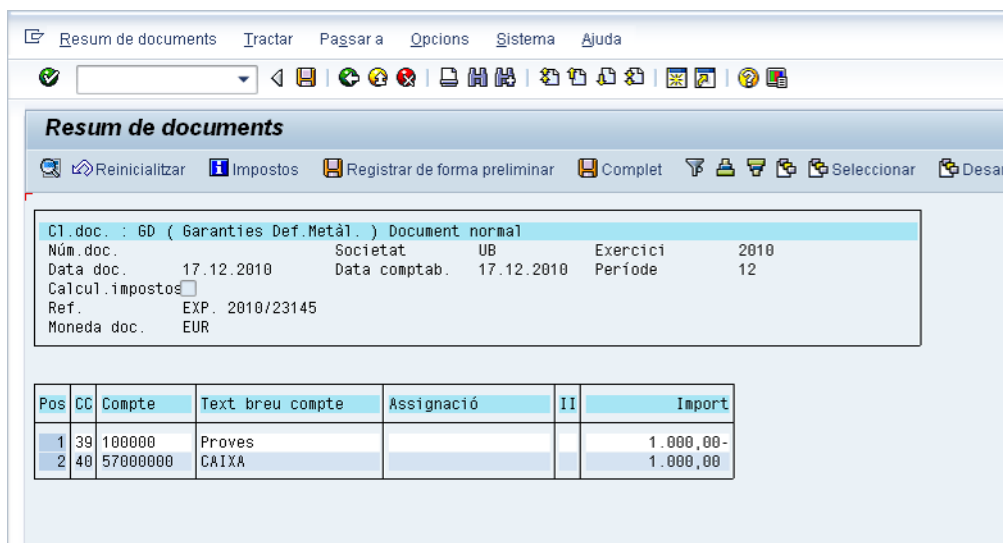 Resum de documents Tractar Passar a Opcions Sistema Ajuda
Resum de documents
Reinicialitzar Impostos Registrar de forma preliminar Complet Seleccionar Desar
Cl.doc. : GD ( Garanties Def.Metàl. ) Document normal
Núm.doc. Societat UB Exercici 2010
Data doc. 17.12.2010 Data comptab. 17.12.2010 Període 12
Calcul.impostos
Ref. EXP. 2010/23145
Moneda doc. EUR
Pos CC Compte Text breu compte Assignació II Import
1 39 100000 Proves 1.000,00-
2 40 57000000 CAIXA 1.000,00